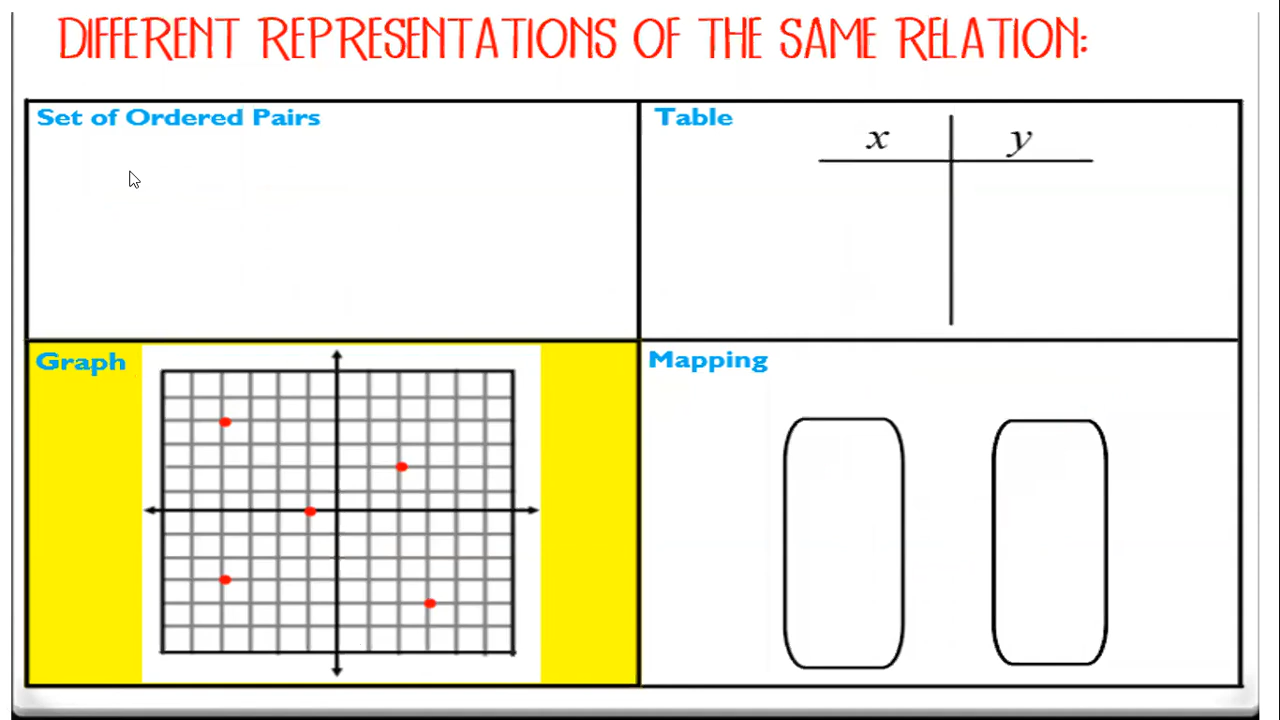 DIFFERENT REPRESENTATIONS OF THE SAME RELATION:
Set of Ordered Pairs
Table
x y
Graph
Mapping